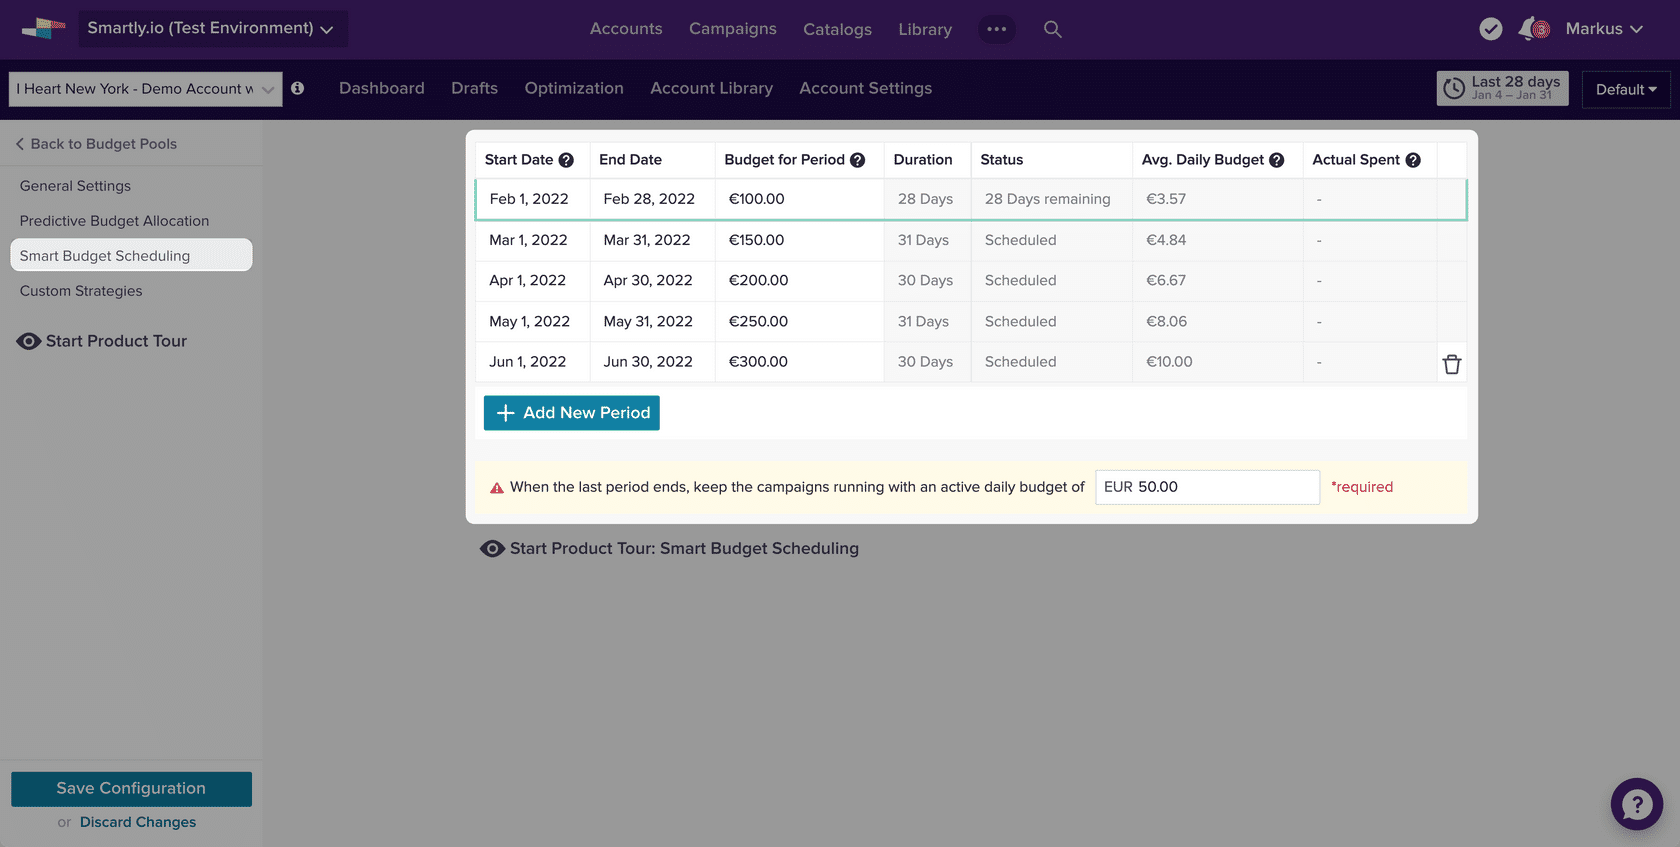 Smartly.io (Test Environment)
Accounts
Campaigns
Catalogs
Library
Markus
I Heart New York - Demo Account w
Dashboard
Drafts
Optimization
Account Library
Account Settings
Last 28 days
Jan 4 – Jan 31
Default
Back to Budget Pools
General Settings
Predictive Budget Allocation
Smart Budget Scheduling
Custom Strategies
Start Product Tour
Start Date End Date Budget for Period Duration Status Avg. Daily Budget Actual Spent
Feb 1, 2022 Feb 28, 2022 €100.00 28 Days 28 Days remaining €3.57 -
Mar 1, 2022 Mar 31, 2022 €150.00 31 Days Scheduled €4.84 -
Apr 1, 2022 Apr 30, 2022 €200.00 30 Days Scheduled €6.67 -
May 1, 2022 May 31, 2022 €250.00 31 Days Scheduled €8.06 -
Jun 1, 2022 Jun 30, 2022 €300.00 30 Days Scheduled €10.00 -
+ Add New Period
When the last period ends, keep the campaigns running with an active daily budget of EUR 50.00 *required
Start Product Tour: Smart Budget Scheduling
Save Configuration
or Discard Changes